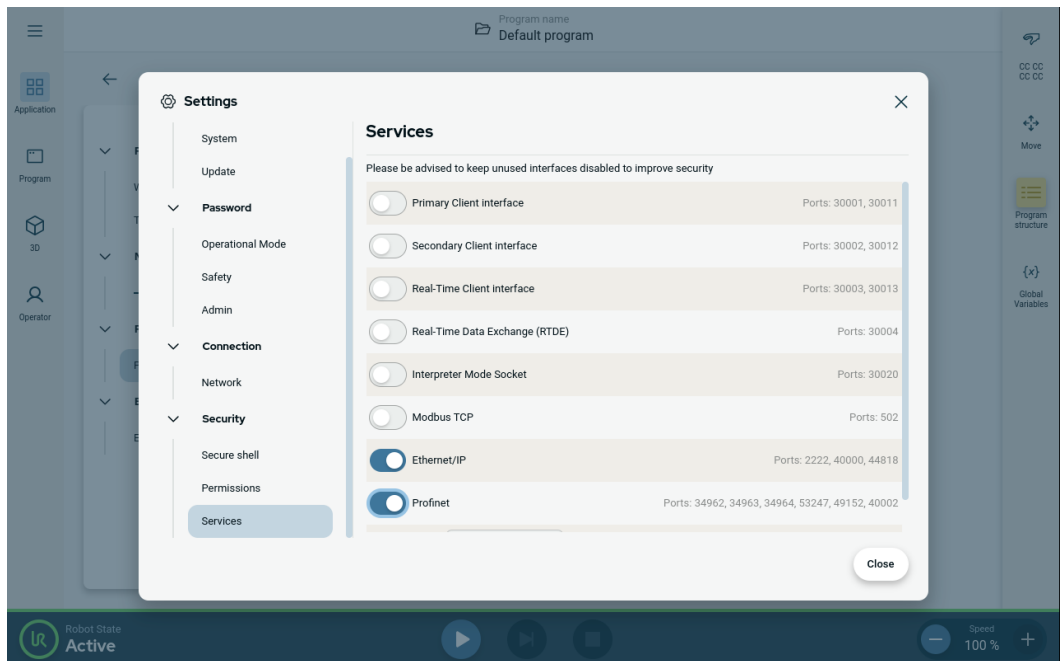 Program name
Default program
Application
Program
3D
Operator
Settings
System
Update
Password
Operational Mode
Safety
Admin
Connection
Network
Security
Secure shell
Permissions
Services
Services
Please be advised to keep unused interfaces disabled to improve security
Primary Client interface Ports: 30001, 30011
Secondary Client interface Ports: 30002, 30012
Real-Time Client interface Ports: 30003, 30013
Real-Time Data Exchange (RTDE) Ports: 30004
Interpreter Mode Socket Ports: 30020
Modbus TCP Ports: 502
Ethernet/IP Ports: 2222, 40000, 44818
Profinet Ports: 34962, 34963, 34964, 53247, 49152, 40002
Close
CC CC
CC CC
Move
Program
structure
{x}
Global
Variables
Robot State
Active
Speed
100 %